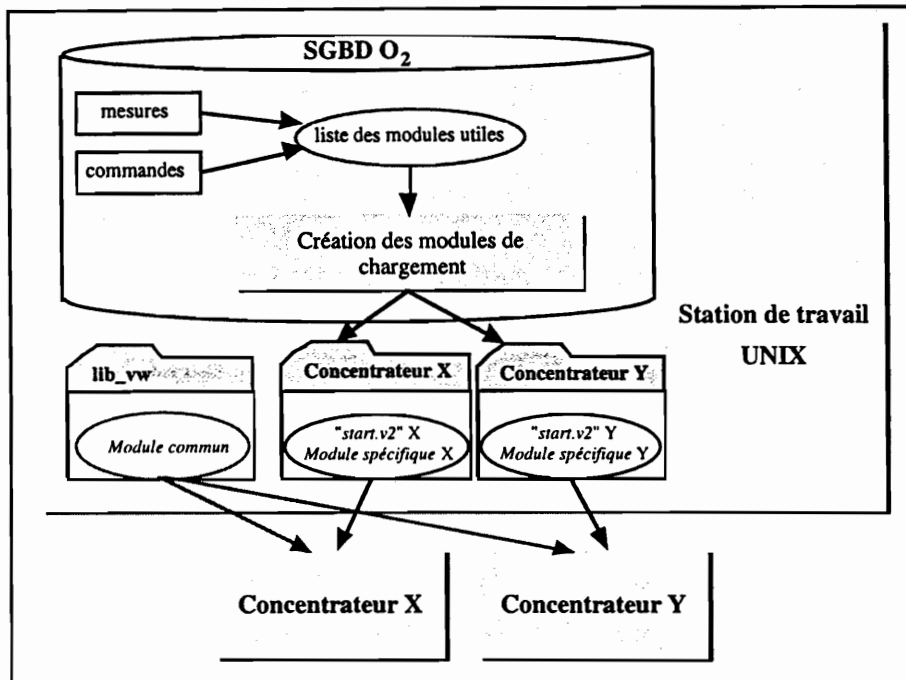 SGBD O2
mesures
commandes
liste des modules utiles
Création des modules de
chargement
Station de travail
UNIX
lib_vw
Module commun
Concentrateur X
"start.v2" X
Module spécifique X
Concentrateur Y
"start.v2" Y
Module spécifique Y
Concentrateur X
Concentrateur Y